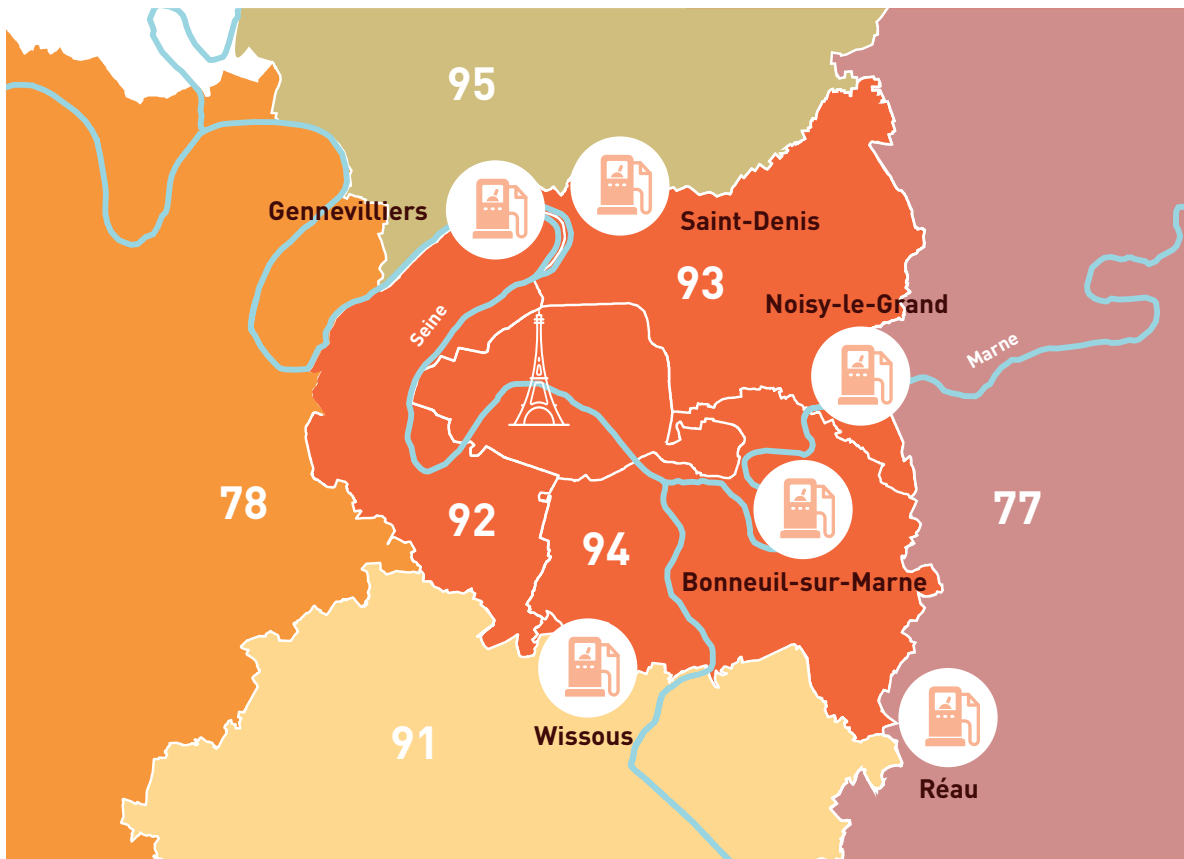 95
Gennevilliers
Saint-Denis
93
Noisy-le-Grand
Seine
Marne
78
92
77
94
Bonneuil-sur-Marne
91
Wissous
Réau